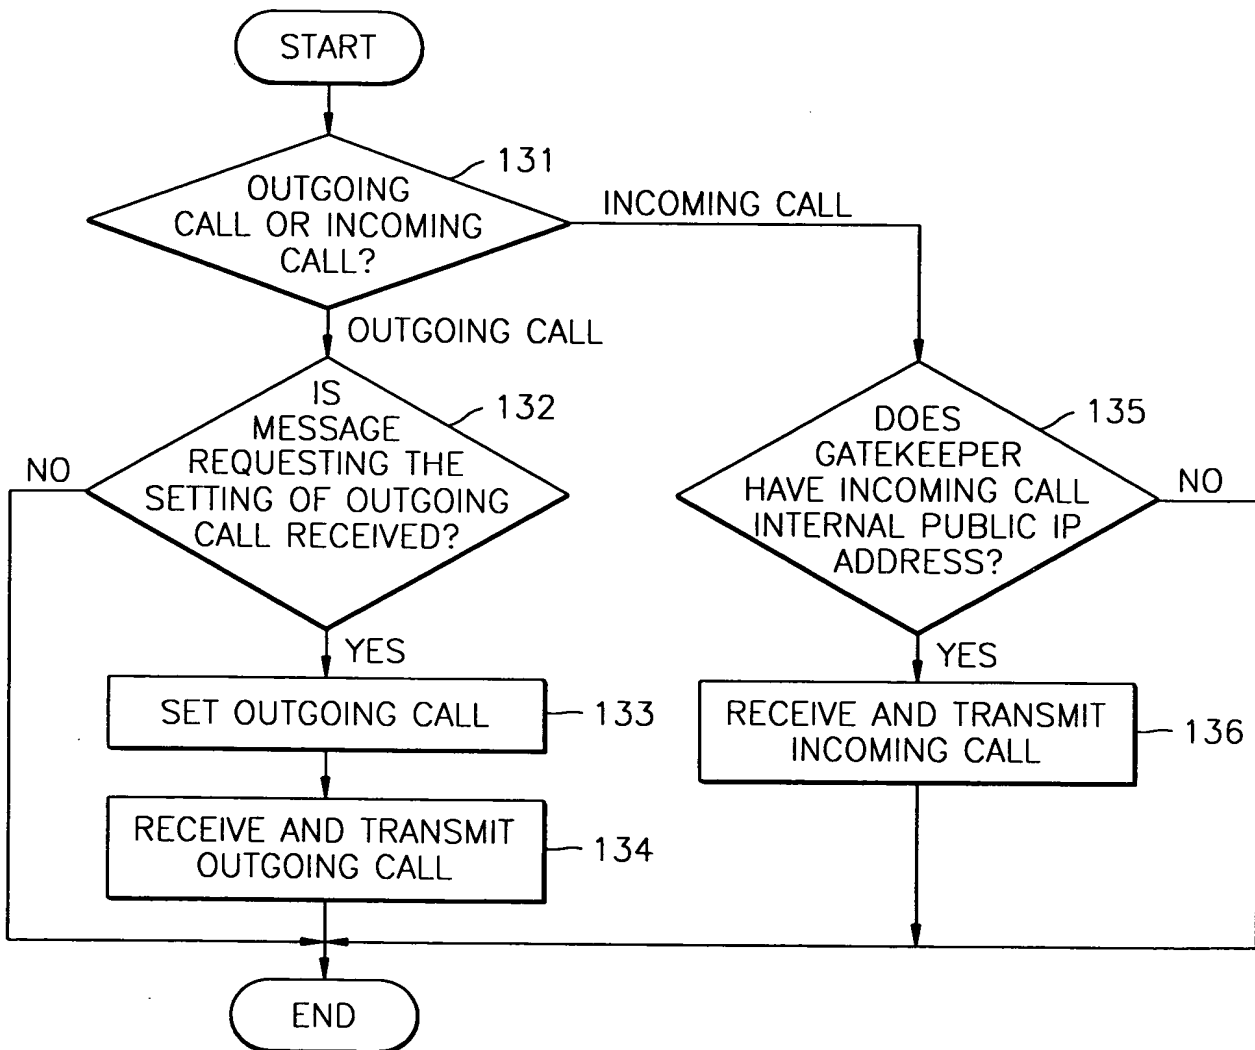 START
OUTGOING
CALL OR INCOMING
CALL?
131
INCOMING CALL
OUTGOING CALL
IS
MESSAGE
REQUESTING THE
SETTING OF OUTGOING
CALL RECEIVED?
132
NO
YES
SET OUTGOING CALL
133
RECEIVE AND TRANSMIT
OUTGOING CALL
134
DOES
GATEKEEPER
HAVE INCOMING CALL
INTERNAL PUBLIC IP
ADDRESS?
135
NO
YES
RECEIVE AND TRANSMIT
INCOMING CALL
136
END